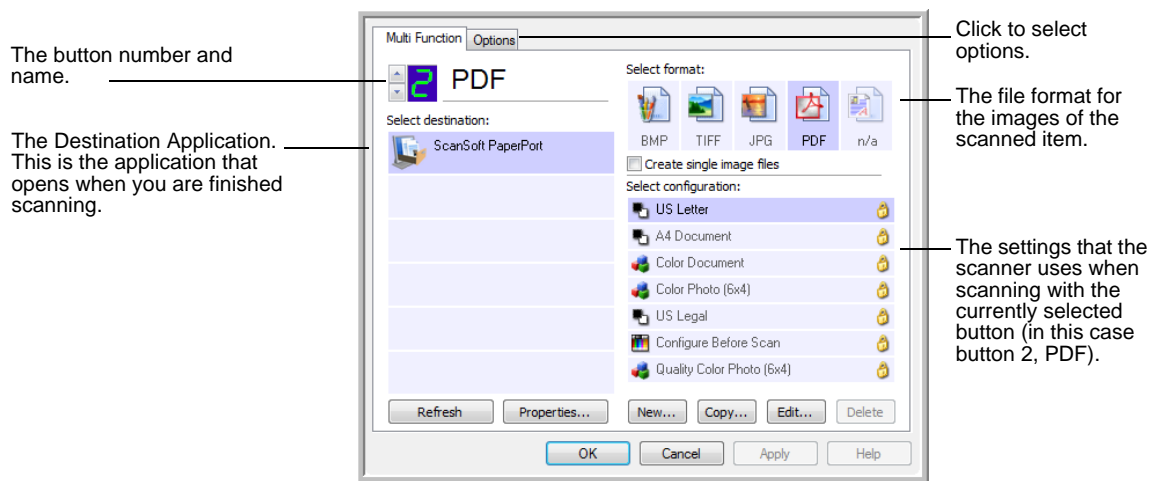 The button number and
name.
The Destination Application.
This is the application that
opens when you are finished
scanning.
Multi Function
Options
2
PDF
Select destination:
ScanSoft PaperPort
Refresh
Properties...
Select format:
BMP
TIFF
JPG
PDF
n/a
Create single image files
Select configuration:
US Letter
A4 Document
Color Document
Color Photo (6x4)
US Legal
Configure Before Scan
Quality Color Photo (6x4)
New...
Copy...
Edit...
Delete
OK
Cancel
Apply
Help
Click to select
options.
The file format for
the images of the
scanned item.
The settings that the
scanner uses when
scanning with the
currently selected
button (in this case
button 2, PDF).